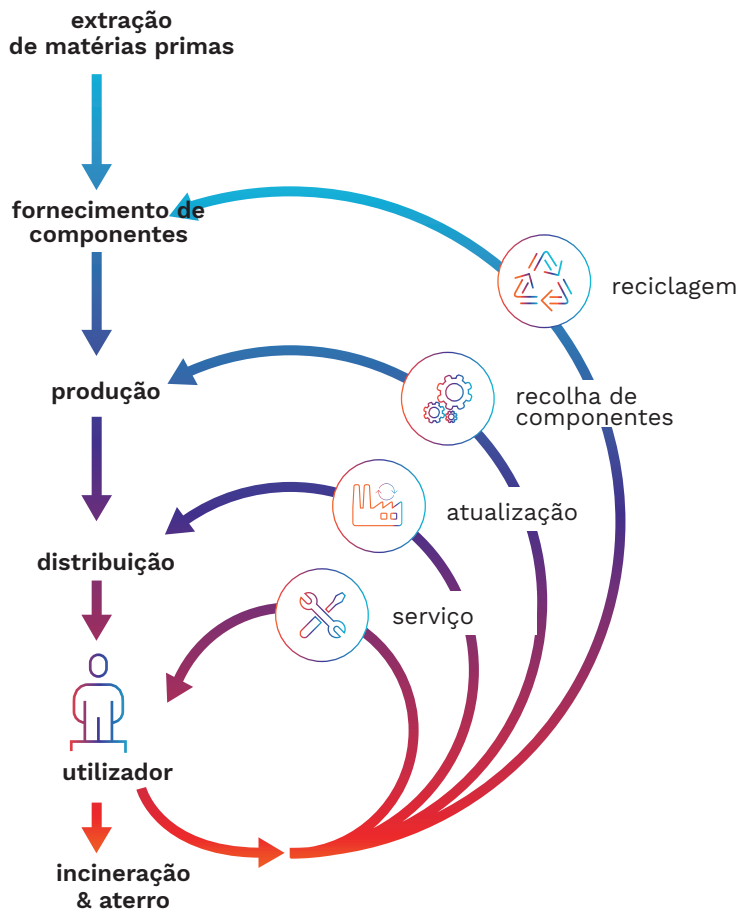 extração
de matérias primas
fornecimento de
componentes
reciclagem
produção
recolha de
componentes
atualização
distribuição
serviço
utilizador
incineração
& aterro